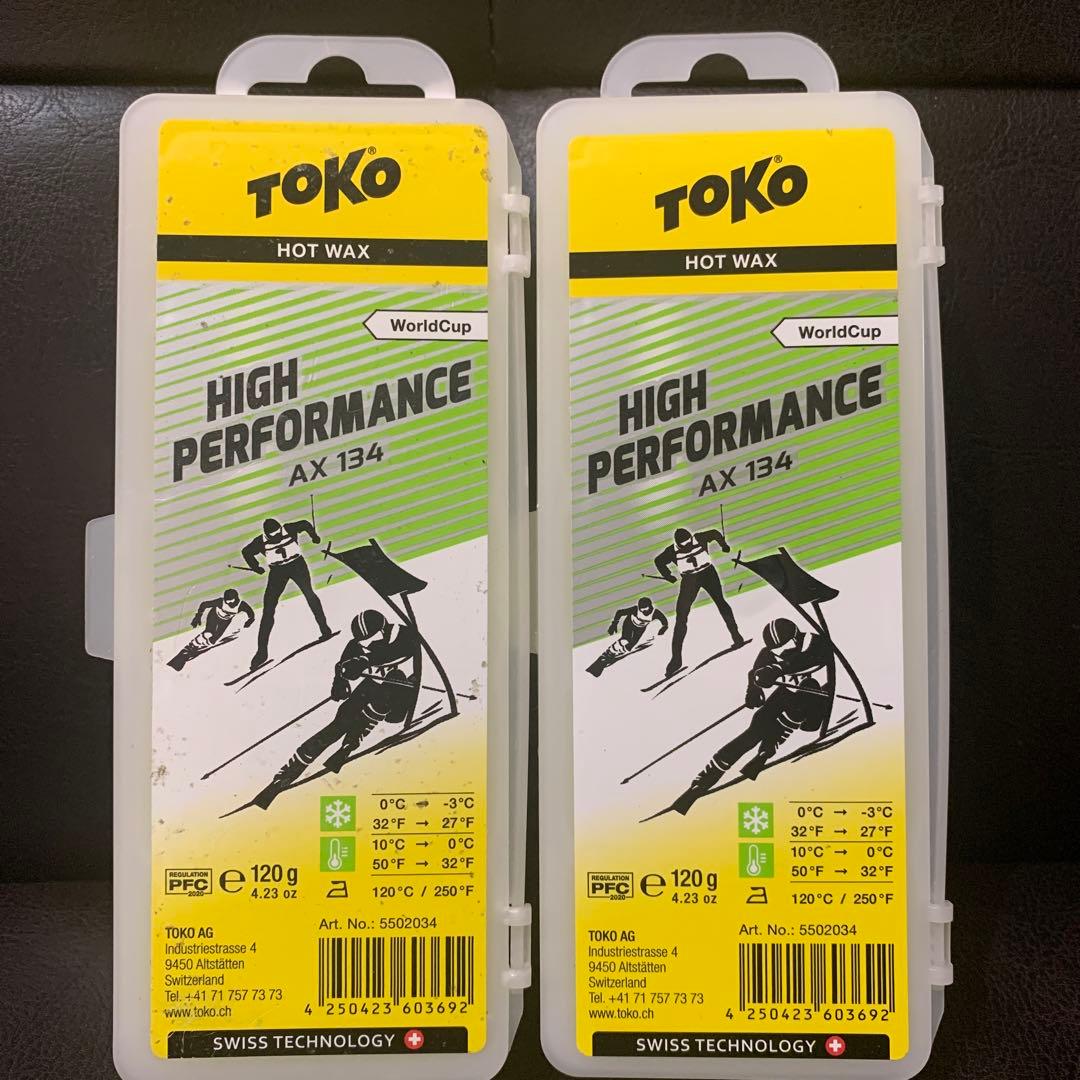 TOKO®
HOT WAX
WorldCup
HIGH
PERFORMANCE
AX 134
1
0°C → -3°C
32°F → 27°F
10°C → 0°C
50°F → 32°F
REGULATION
PFC
2020
e 120 g
4.23 oz
120°C / 250°F
Art. No.: 5502034
TOKO AG
Industriestrasse 4
9450 Altstätten
Switzerland
Tel. +41 71 757 73 73
www.toko.ch
4 250423 603692
SWISS TECHNOLOGY
TOKO®
HOT WAX
WorldCup
HIGH
PERFORMANCE
AX 134
1
0°C → -3°C
32°F → 27°F
10°C → 0°C
50°F → 32°F
REGULATION
PFC
2020
e 120 g
4.23 oz
120°C / 250°F
Art. No.: 5502034
TOKO AG
Industriestrasse 4
9450 Altstätten
Switzerland
Tel. +41 71 757 73 73
www.toko.ch
4 250423 603692
SWISS TECHNOLOGY